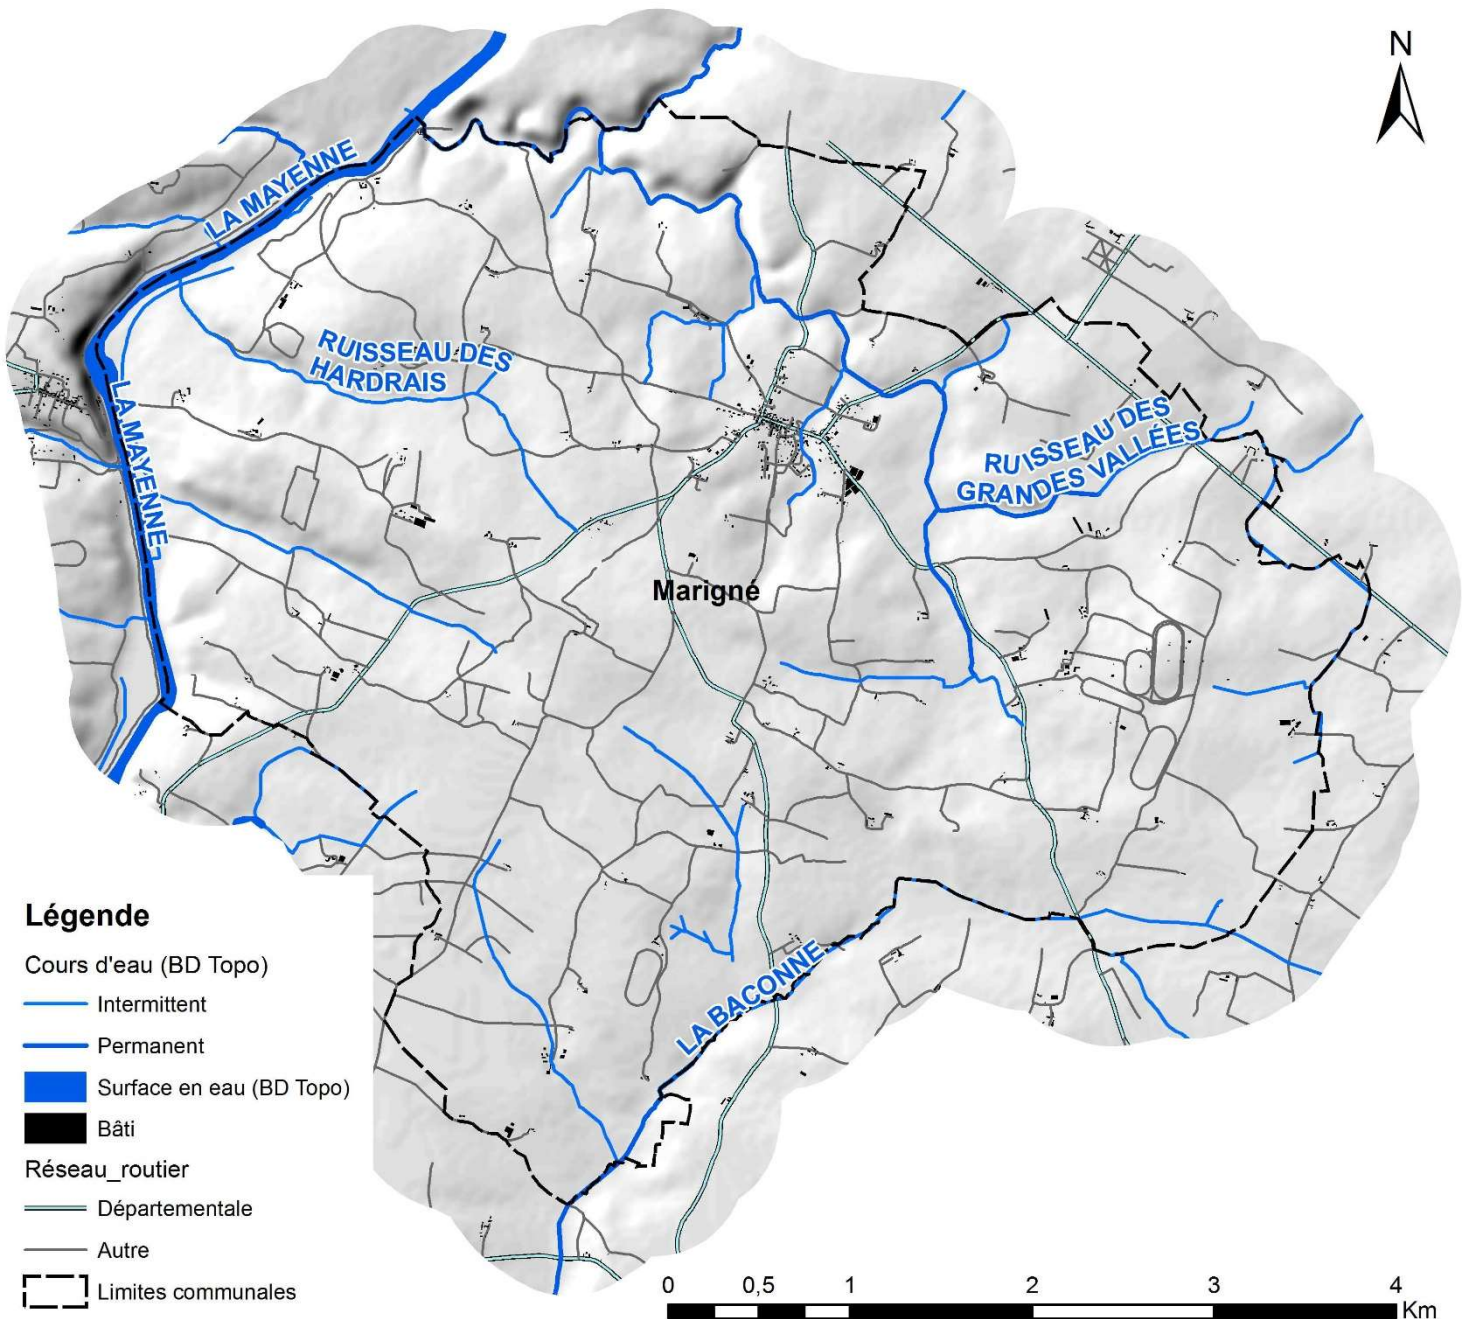 N
LA MAYENNE
RUISSEAU DES
HARDRAIS
LA MAYENNE
RUISSEAU DES
GRANDES VALLÉES
Marigné
LA BACONNE
Légende
Cours d'eau (BD Topo)
Intermittent
Permanent
Surface en eau (BD Topo)
Bâti
Réseau_routier
Départementale
Autre
Limites communales
0 0,5 1 2 3 4
Km